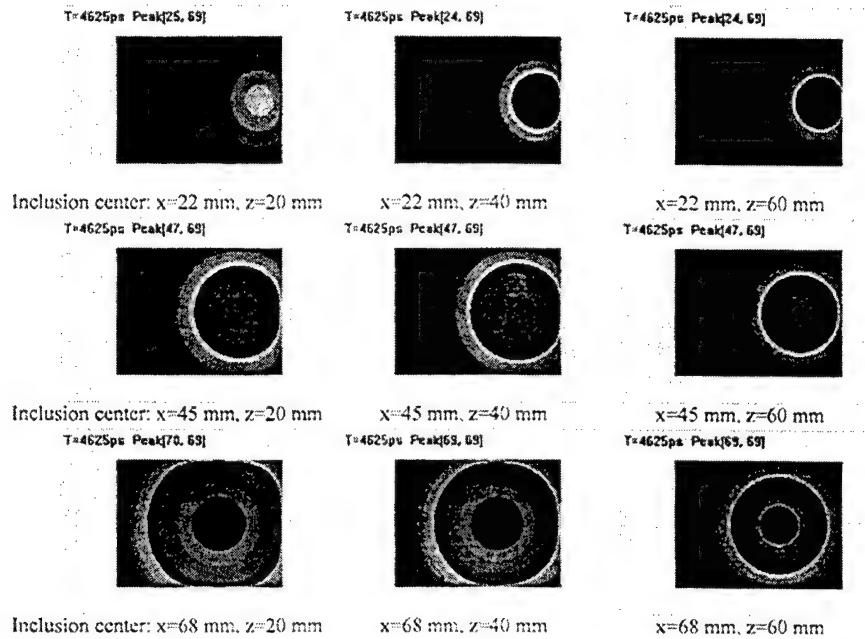 T=4625ps Peak[25, 69] T=4625ps Peak[24, 69] T=4625ps Peak[24, 69]
Inclusion center: x=22 mm, z=20 mm x=22 mm, z=40 mm x=22 mm, z=60 mm
T=4625ps Peak[47, 69] T=4625ps Peak[47, 69] T=4625ps Peak[47, 69]
Inclusion center: x=45 mm, z=20 mm x=45 mm, z=40 mm x=45 mm, z=60 mm
T=4625ps Peak[70, 69] T=4625ps Peak[69, 69] T=4625ps Peak[69, 69]
Inclusion center: x=68 mm, z=20 mm x=68 mm, z=40 mm x=68 mm, z=60 mm